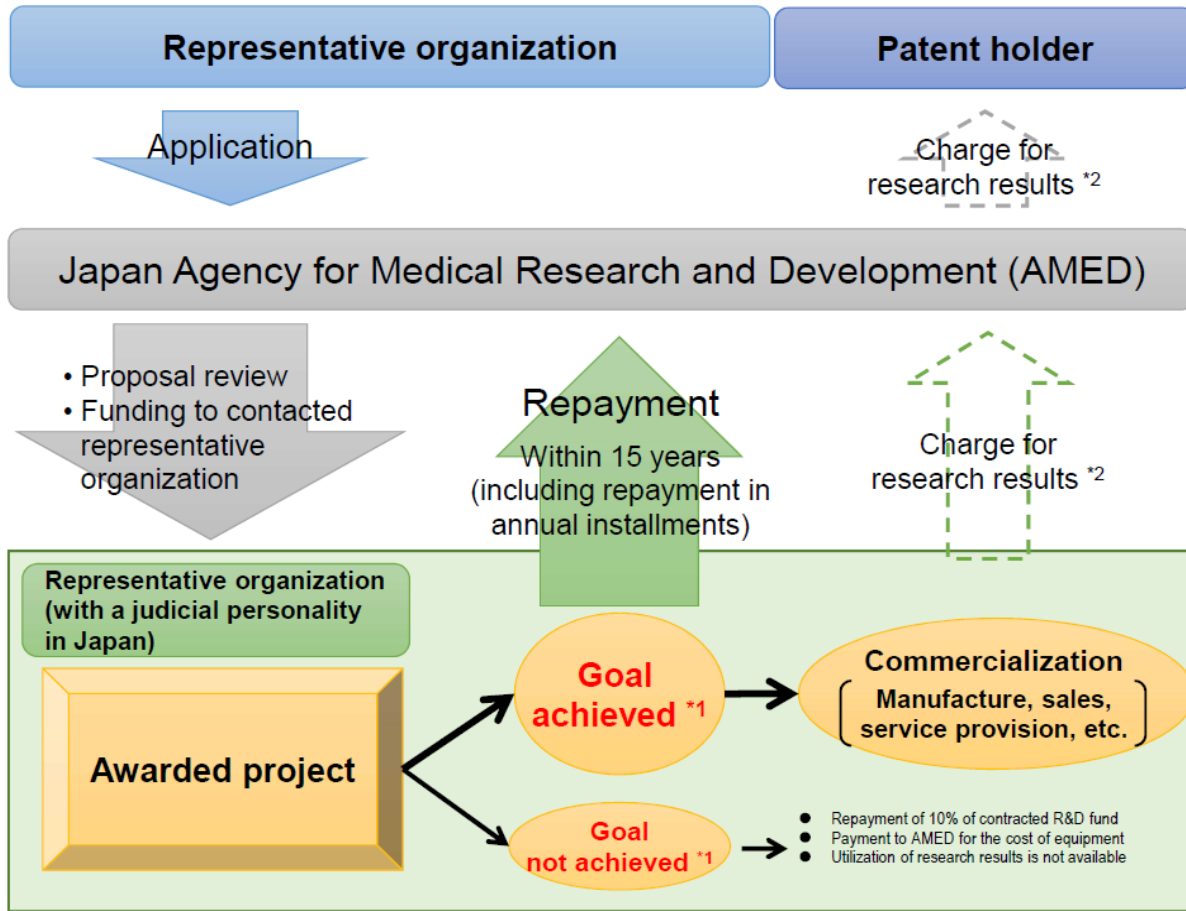 Representative organization
Patent holder
Application
Charge for
research results *2
Japan Agency for Medical Research and Development (AMED)
• Proposal review
• Funding to contacted
representative
organization
Repayment
Within 15 years
(including repayment in
annual installments)
Charge for
research results *2
Representative organization
(with a judicial personality
in Japan)
Awarded project
Goal
achieved *1
Commercialization
Manufacture, sales,
service provision, etc.
Goal
not achieved *1
● Repayment of 10% of contracted R&D fund
● Payment to AMED for the cost of equipment
● Utilization of research results is not available